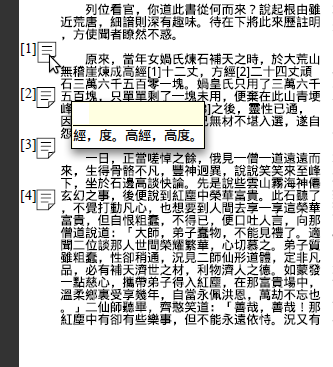 列位看官，你道此書從何而來？說起根由雖
近荒唐，細諳則深有趣味。待在下將此來歷註明
，方使閱者瞭然不惑。
[1]
原來，當年女媧氏煉石補天之時，於大荒山
無稽崖煉成高經[1]十二丈，方經[2]二十四丈頑
石三萬六千五百零一塊。媧皇氏只用了三萬六千
[2]
五百塊，只單單剩了一塊未用，便棄在此山青埂
之後，靈性已通，
因
已無材不堪入選，遂自
經，度。高經，高度。
[3]
一日，正當嗟悼之餘，俄見一僧一道遠遠而
來，生得骨骼不凡，豐神迥異，說說笑笑來至峰
下，坐於石邊高談快論。先是說些雲山霧海神僊
[4]
玄幻之事，後便說到紅塵中榮華富貴。此石聽了
，不覺打動凡心，也想要到人間去享一享這榮華
富貴，但自恨粗蠢，不得已，便口吐人言，向那
僧道說道：「大師，弟子蠢物，不能見禮了。適
聞二位談那人世間榮耀繁華，心切慕之。弟子質
雖粗蠢，性卻稍通，況見二師仙形道體，定非凡
品，必有補天濟世之材，利物濟人之德。如蒙發
一點慈心，攜帶弟子得入紅塵，在那富貴場中，
溫柔鄉裏受享幾年，自當永佩洪恩，萬劫不忘也
。」二仙師聽畢，齊憨笑道：「善哉，善哉！那
紅塵中有卻有些樂事，但不能永遠依恃。況又有